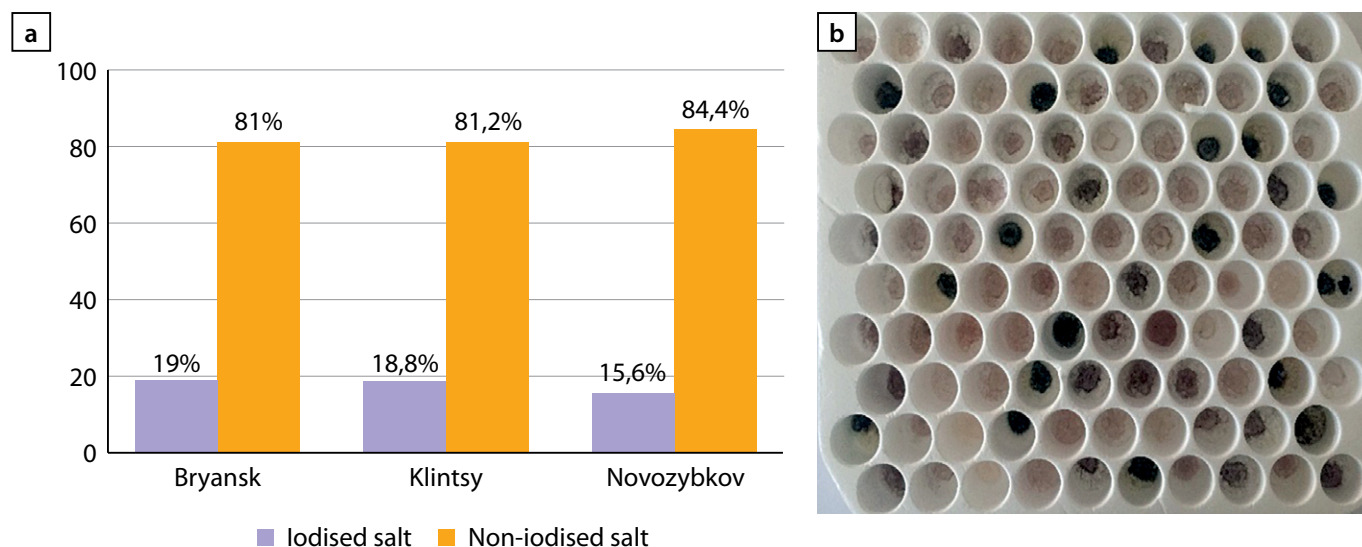 a
b
100
80
60
40
20
0
81%
81,2%
84,4%
19%
18,8%
15,6%
Bryansk
Klintsy
Novozybkov
Iodised salt
Non-iodised salt